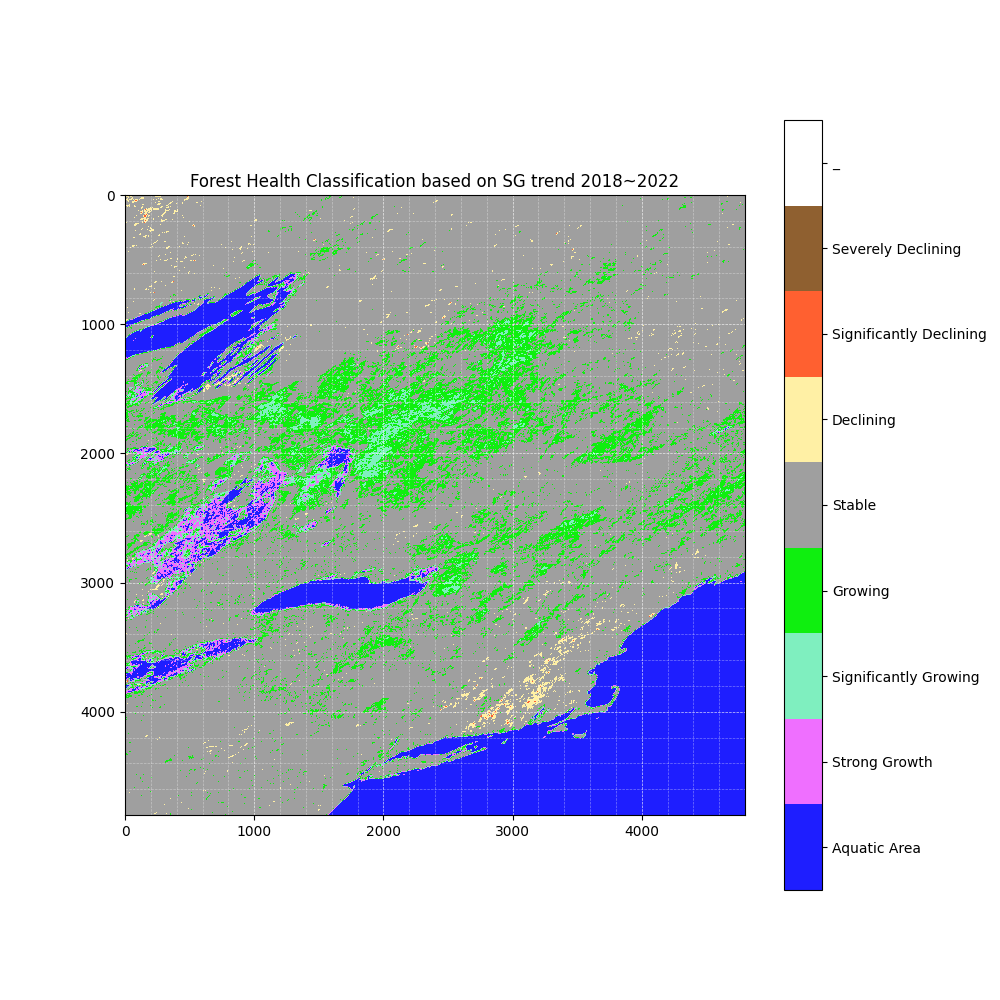 Forest Health Classification based on SG trend 2018~2022
0
1000
2000
3000
4000
0
1000
2000
3000
4000
_
Severely Declining
Significantly Declining
Declining
Stable
Growing
Significantly Growing
Strong Growth
Aquatic Area